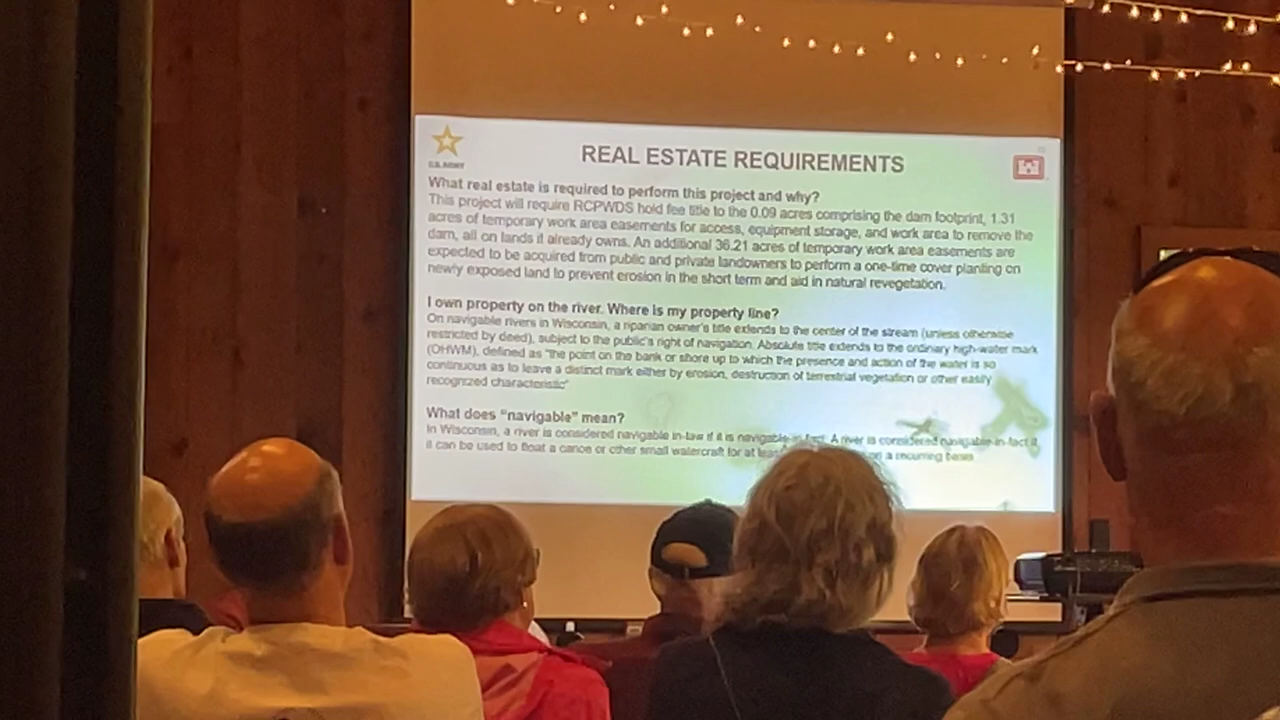 U.S. ARMY
REAL ESTATE REQUIREMENTS
What real estate is required to perform this project and why?
This project will require RCPWDS hold fee title to the 0.09 acres comprising the dam footprint, 1.31
acres of temporary work area easements for access, equipment storage, and work area to remove the
dam, all on lands it already owns. An additional 36.21 acres of temporary work area easements are
expected to be acquired from public and private landowners to perform a one-time cover planting on
newly exposed land to prevent erosion in the short term and aid in natural revegetation.
I own property on the river. Where is my property line?
On navigable rivers in Wisconsin, a riparian owner's title extends to the center of the stream (unless otherwise
restricted by deed), subject to the public's right of navigation. Absolute title extends to the ordinary high-water mark
(OHWM), defined as "the point on the bank or shore up to which the presence and action of the water is so
continuous as to leave a distinct mark either by erosion, destruction of terrestrial vegetation or other easily
recognized characteristic"
What does "navigable" mean?
In Wisconsin, a river is considered navigable in-law if it is navigable-in-fact. A river is considered navigable-in-fact if
it can be used to float a canoe or other small watercraft for at on a recurring basis